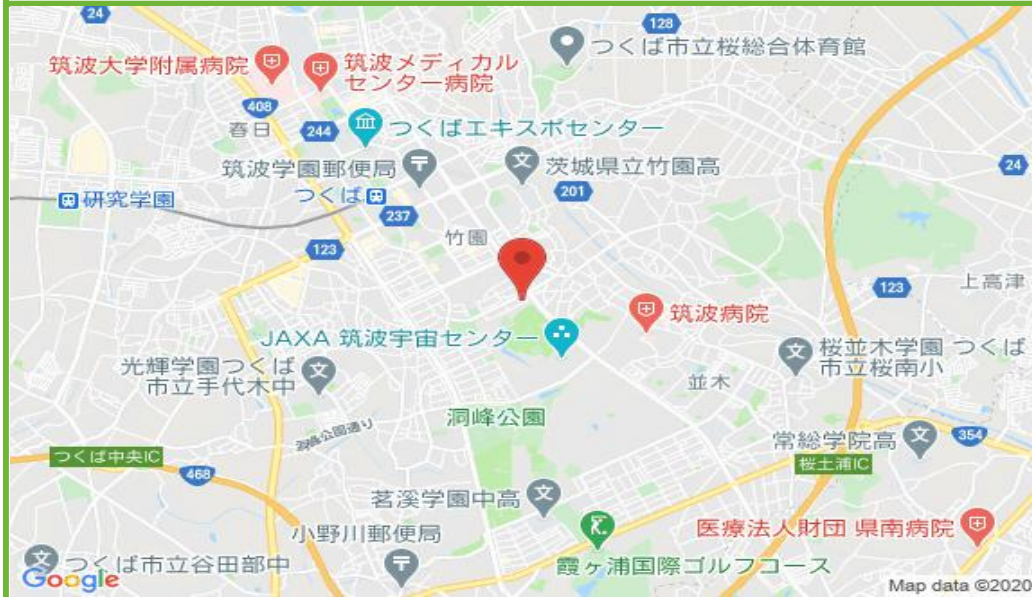 24
128
つくば市立桜総合体育館
筑波大学附属病院
筑波メディカル
センター病院
408
春日
244
つくばエキスポセンター
筑波学園郵便局
茨城県立竹園高
24
研究学園
つくば
201
237
竹園
123
123
上高津
筑波病院
JAXA 筑波宇宙センター
光輝学園つくば
市立手代木中
桜並木学園 つくば
市立桜南小
並木
洞峰公園
洞峰公園通り
常総学院高
354
つくば中央IC
桜土浦IC
468
茗溪学園中高
小野川郵便局
医療法人財団 県南病院
つくば市立谷田部中
霞ヶ浦国際ゴルフコース
Google
Map data ©2020